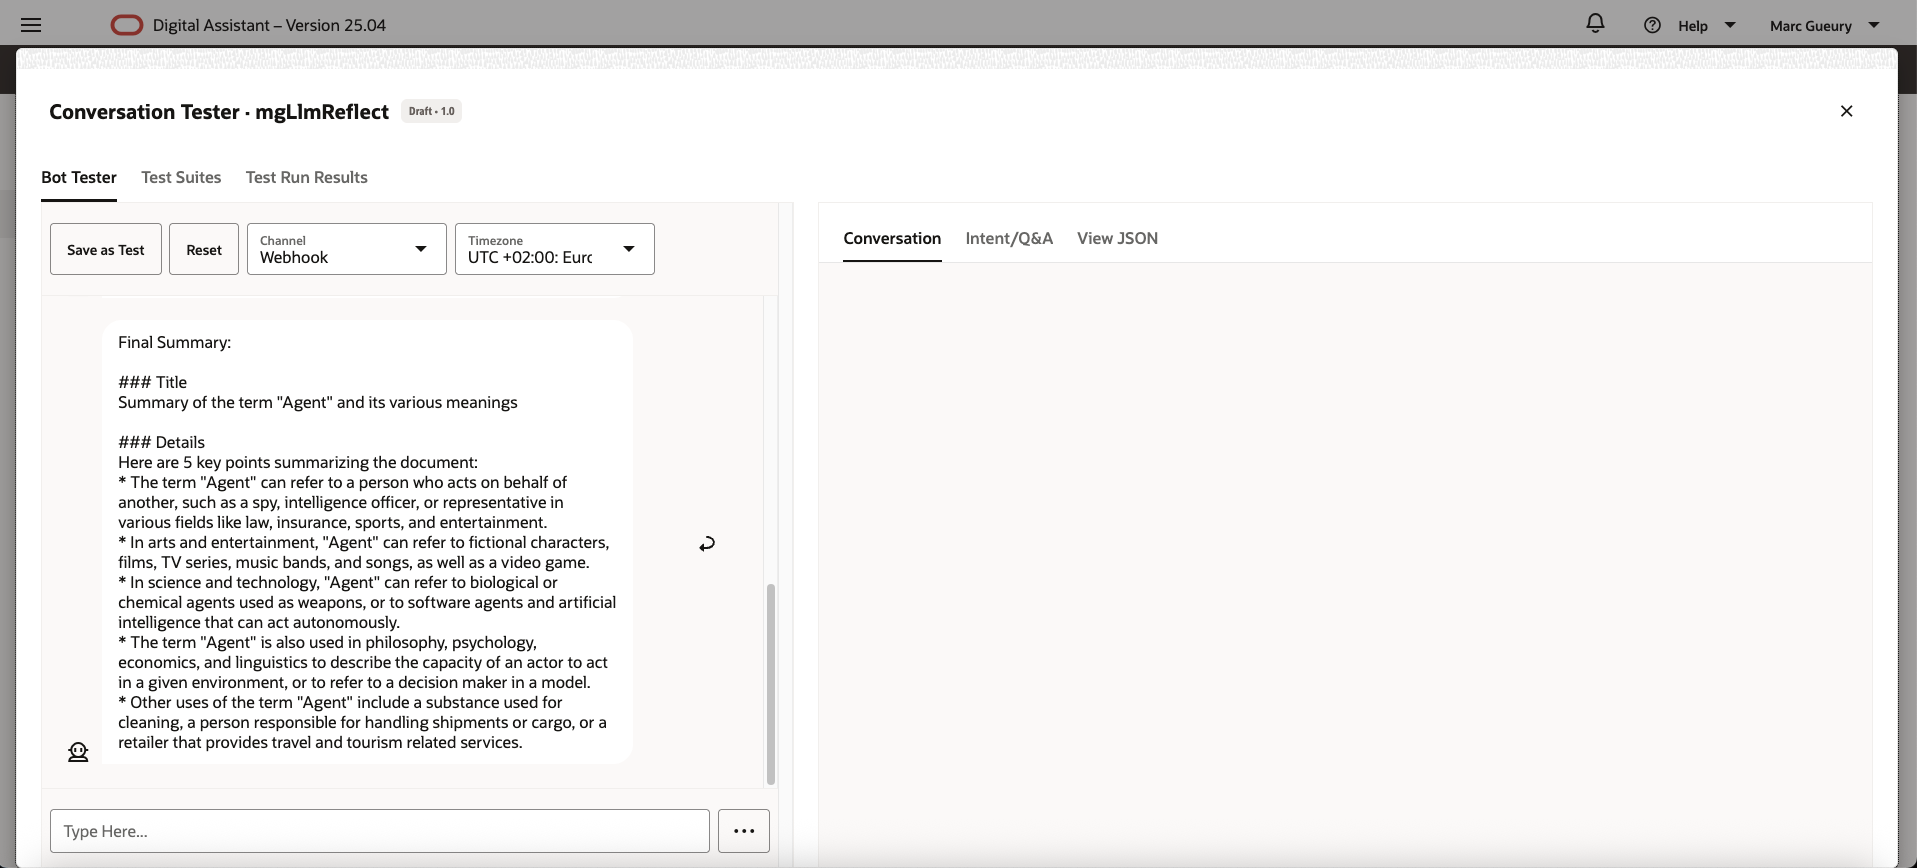 Digital Assistant – Version 25.04
Help
Marc Gueury
Conversation Tester · mgLlmReflect
Draft • 1.0
Bot Tester
Test Suites
Test Run Results
Save as Test
Reset
Channel
Webhook
Timezone
UTC +02:00: Eurc
Conversation
Intent/Q&A
View JSON
Final Summary:
### Title
Summary of the term "Agent" and its various meanings
### Details
Here are 5 key points summarizing the document:
* The term "Agent" can refer to a person who acts on behalf of
another, such as a spy, intelligence officer, or representative in
various fields like law, insurance, sports, and entertainment.
* In arts and entertainment, "Agent" can refer to fictional characters,
films, TV series, music bands, and songs, as well as a video game.
* In science and technology, "Agent" can refer to biological or
chemical agents used as weapons, or to software agents and artificial
intelligence that can act autonomously.
* The term "Agent" is also used in philosophy, psychology,
economics, and linguistics to describe the capacity of an actor to act
in a given environment, or to refer to a decision maker in a model.
* Other uses of the term "Agent" include a substance used for
cleaning, a person responsible for handling shipments or cargo, or a
retailer that provides travel and tourism related services.
Type Here...